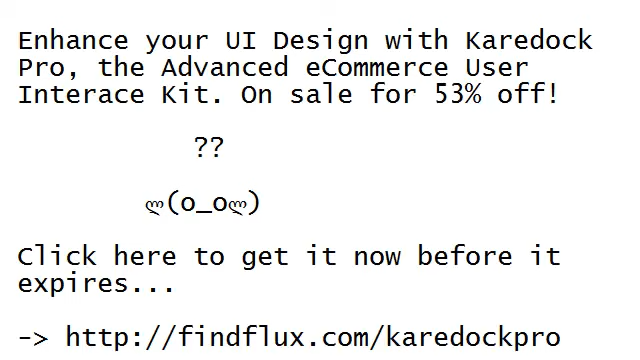 Enhance your UI Design with Karedock
Pro, the Advanced eCommerce User
Interace Kit. On sale for 53% off!
??
ლ(o_oლ)
Click here to get it now before it
expires...
-> http://findflux.com/karedockpro